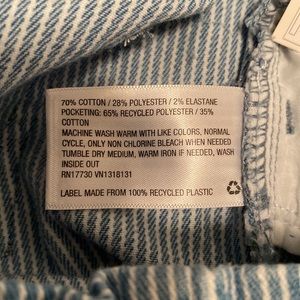 70% COTTON / 28% POLYESTER / 2% ELASTANE
POCKETING: 65% RECYCLED POLYESTER / 35%
COTTON
MACHINE WASH WARM WITH LIKE COLORS, NORMAL
CYCLE, ONLY NON CHLORINE BLEACH WHEN NEEDED
TUMBLE DRY MEDIUM, WARM IRON IF NEEDED, WASH
INSIDE OUT
RN17730 VN1318131
LABEL MADE FROM 100% RECYCLED PLASTIC